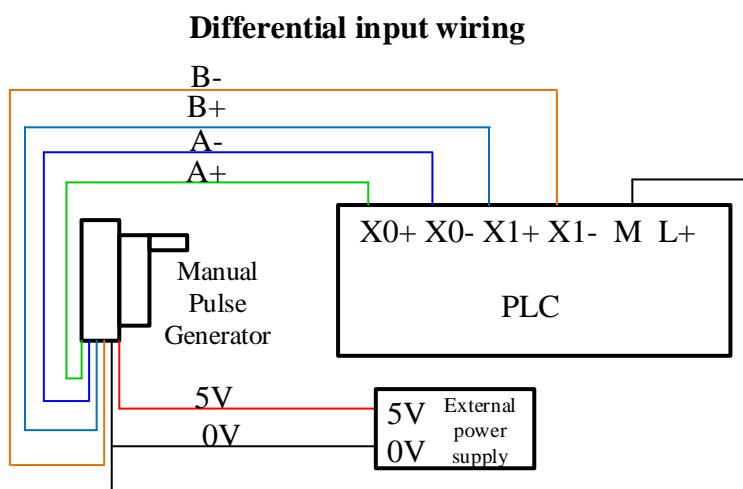 Differential input wiring
B-
B+
A-
A+
X0+ X0- X1+ X1- M L+
PLC
Manual
Pulse
Generator
5V
0V
5V
0V
External
power
supply